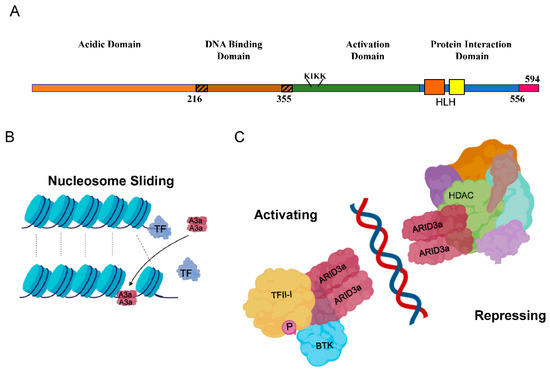 A
Acidic Domain DNA Binding Domain Activation Domain Protein Interaction Domain
KIKK
594
216 355 HLH 556
B
Nucleosome Sliding
TF
A3a
A3a
TF
A3a
A3a
C
Activating
HDAC
ARID3a
ARID3a
TFII-I
ARID3a
ARID3a
P
BTK
Repressing